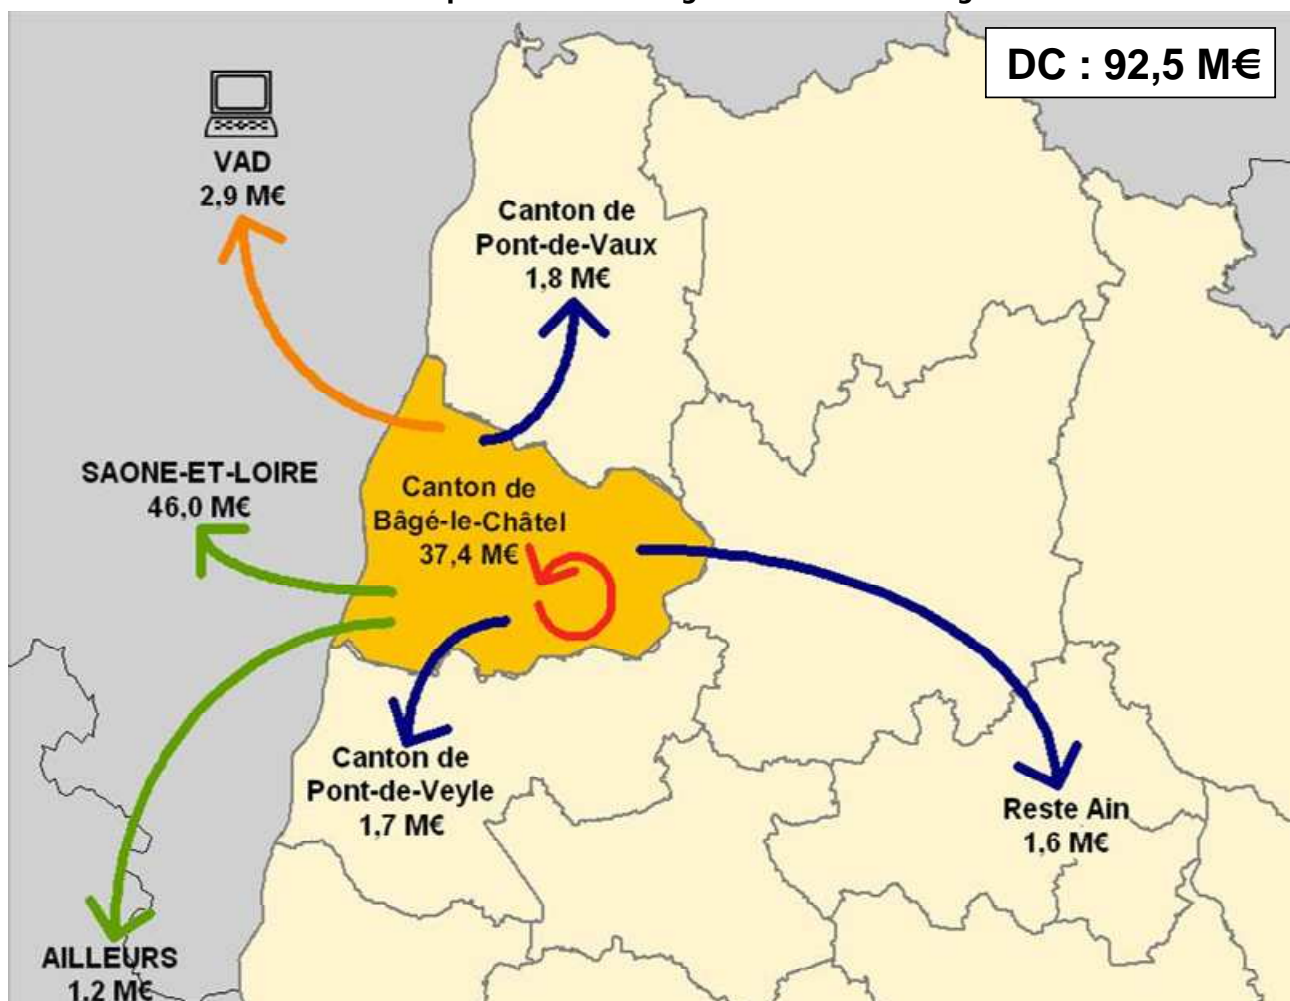 DC : 92,5 M€
VAD
2,9 M€
Canton de
Pont-de-Vaux
1,8 M€
SAONE-ET-LOIRE
46,0 M€
Canton de
Bâgé-le-Châtel
37,4 M€
Canton de
Pont-de-Veyle
1,7 M€
Reste Ain
1,6 M€
AILLEURS
1,2 M€